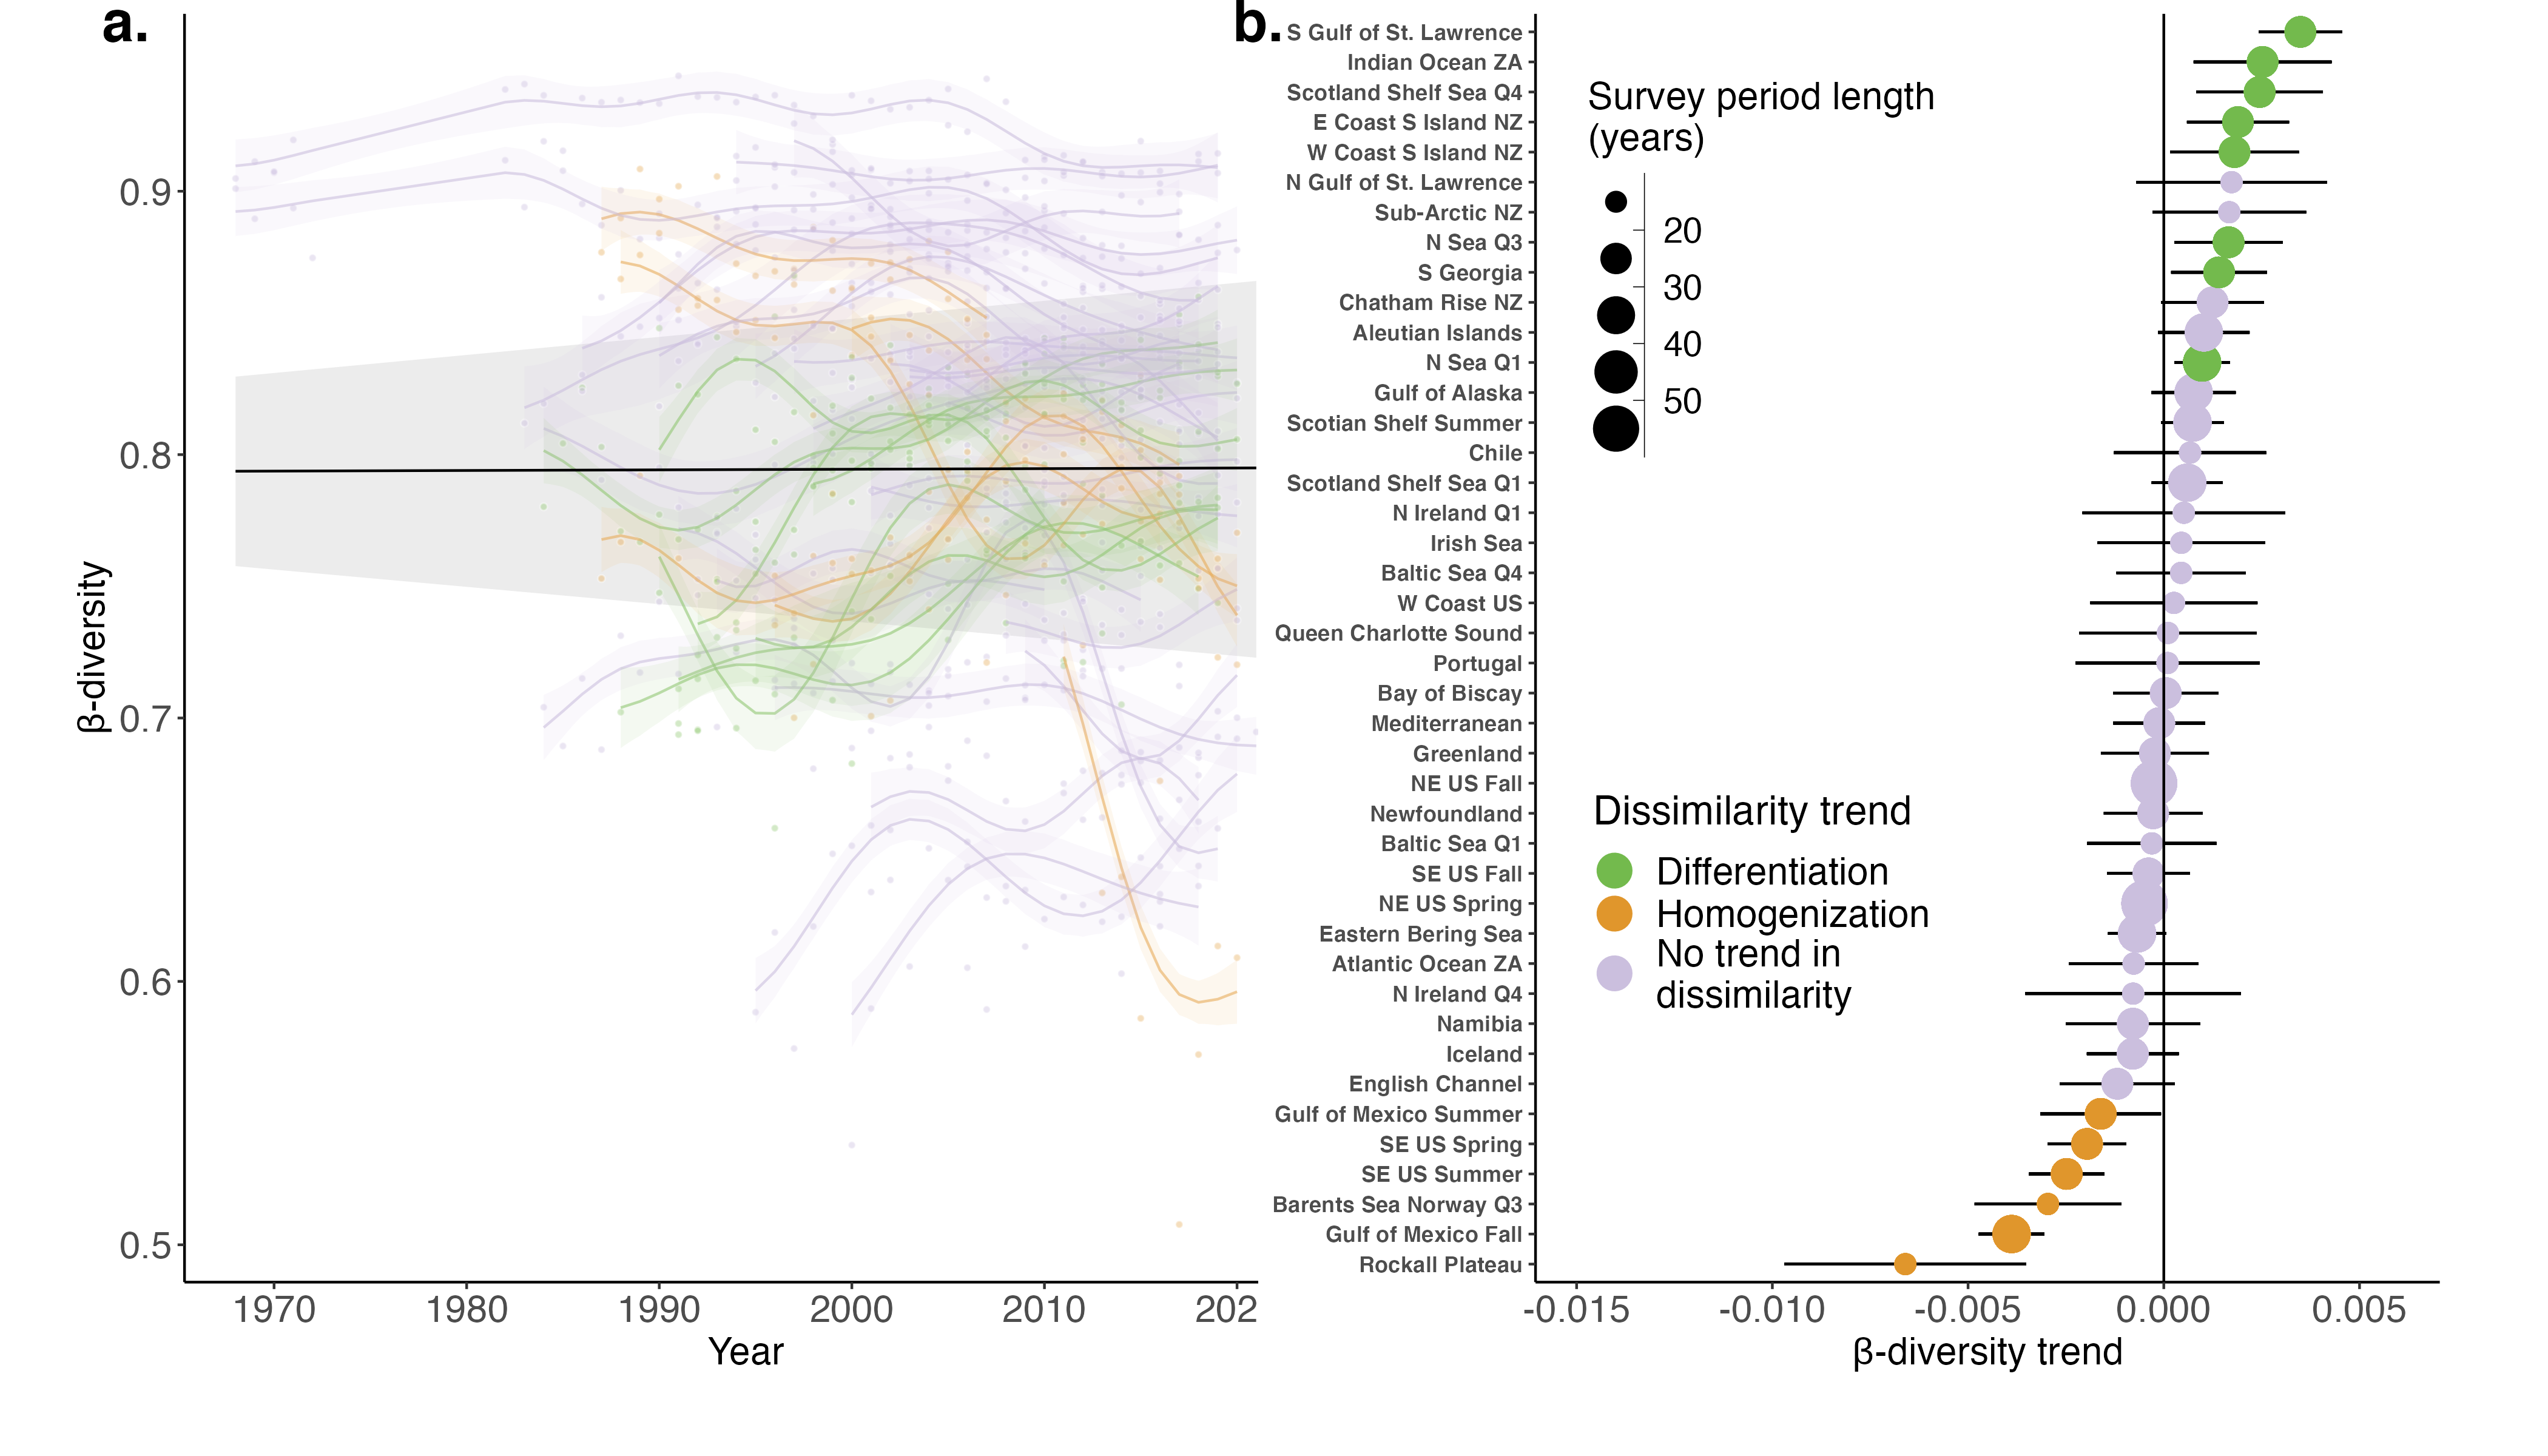 a.
β-diversity
0.9
0.8
0.7
0.6
0.5
1970
1980
1990
2000
2010
202
Year
b.
S Gulf of St. Lawrence
Indian Ocean ZA
Scotland Shelf Sea Q4
E Coast S Island NZ
W Coast S Island NZ
N Gulf of St. Lawrence
Sub-Arctic NZ
N Sea Q3
S Georgia
Chatham Rise NZ
Aleutian Islands
N Sea Q1
Gulf of Alaska
Scotian Shelf Summer
Chile
Scotland Shelf Sea Q1
N Ireland Q1
Irish Sea
Baltic Sea Q4
W Coast US
Queen Charlotte Sound
Portugal
Bay of Biscay
Mediterranean
Greenland
NE US Fall
Newfoundland
Baltic Sea Q1
SE US Fall
NE US Spring
Eastern Bering Sea
Atlantic Ocean ZA
N Ireland Q4
Namibia
Iceland
English Channel
Gulf of Mexico Summer
SE US Spring
SE US Summer
Barents Sea Norway Q3
Gulf of Mexico Fall
Rockall Plateau
Survey period length
(years)
20
30
40
50
Dissimilarity trend
Differentiation
Homogenization
No trend in
dissimilarity
-0.015
-0.010
-0.005
0.000
0.005
β-diversity trend